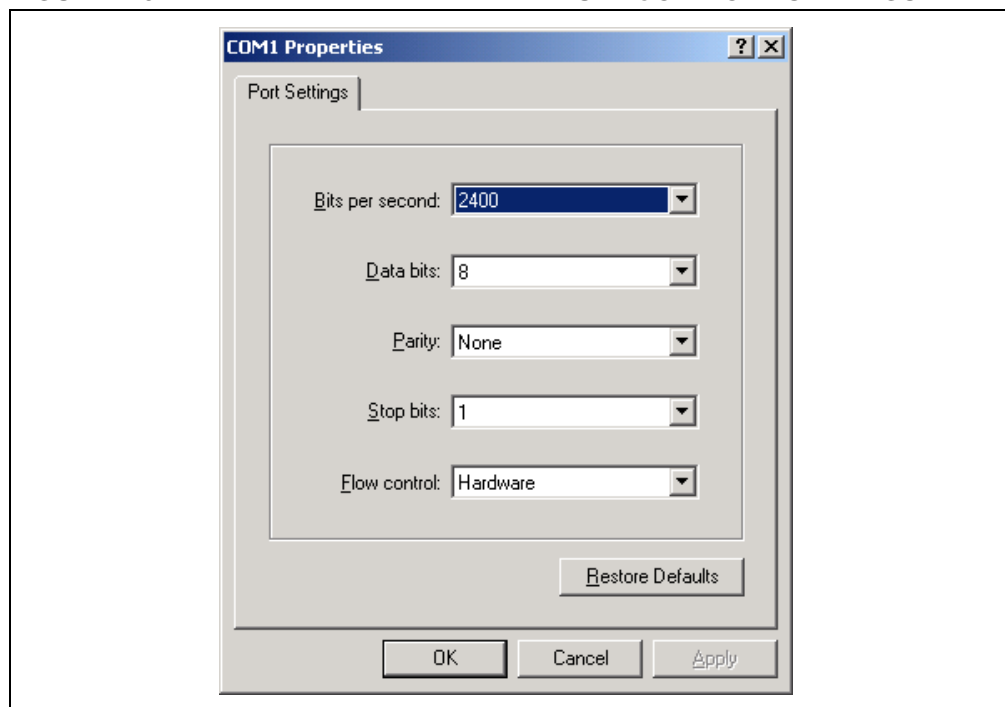 COM1 Properties
Port Settings
Bits per second: 2400
Data bits: 8
Parity: None
Stop bits: 1
Flow control: Hardware
Restore Defaults
OK Cancel Apply